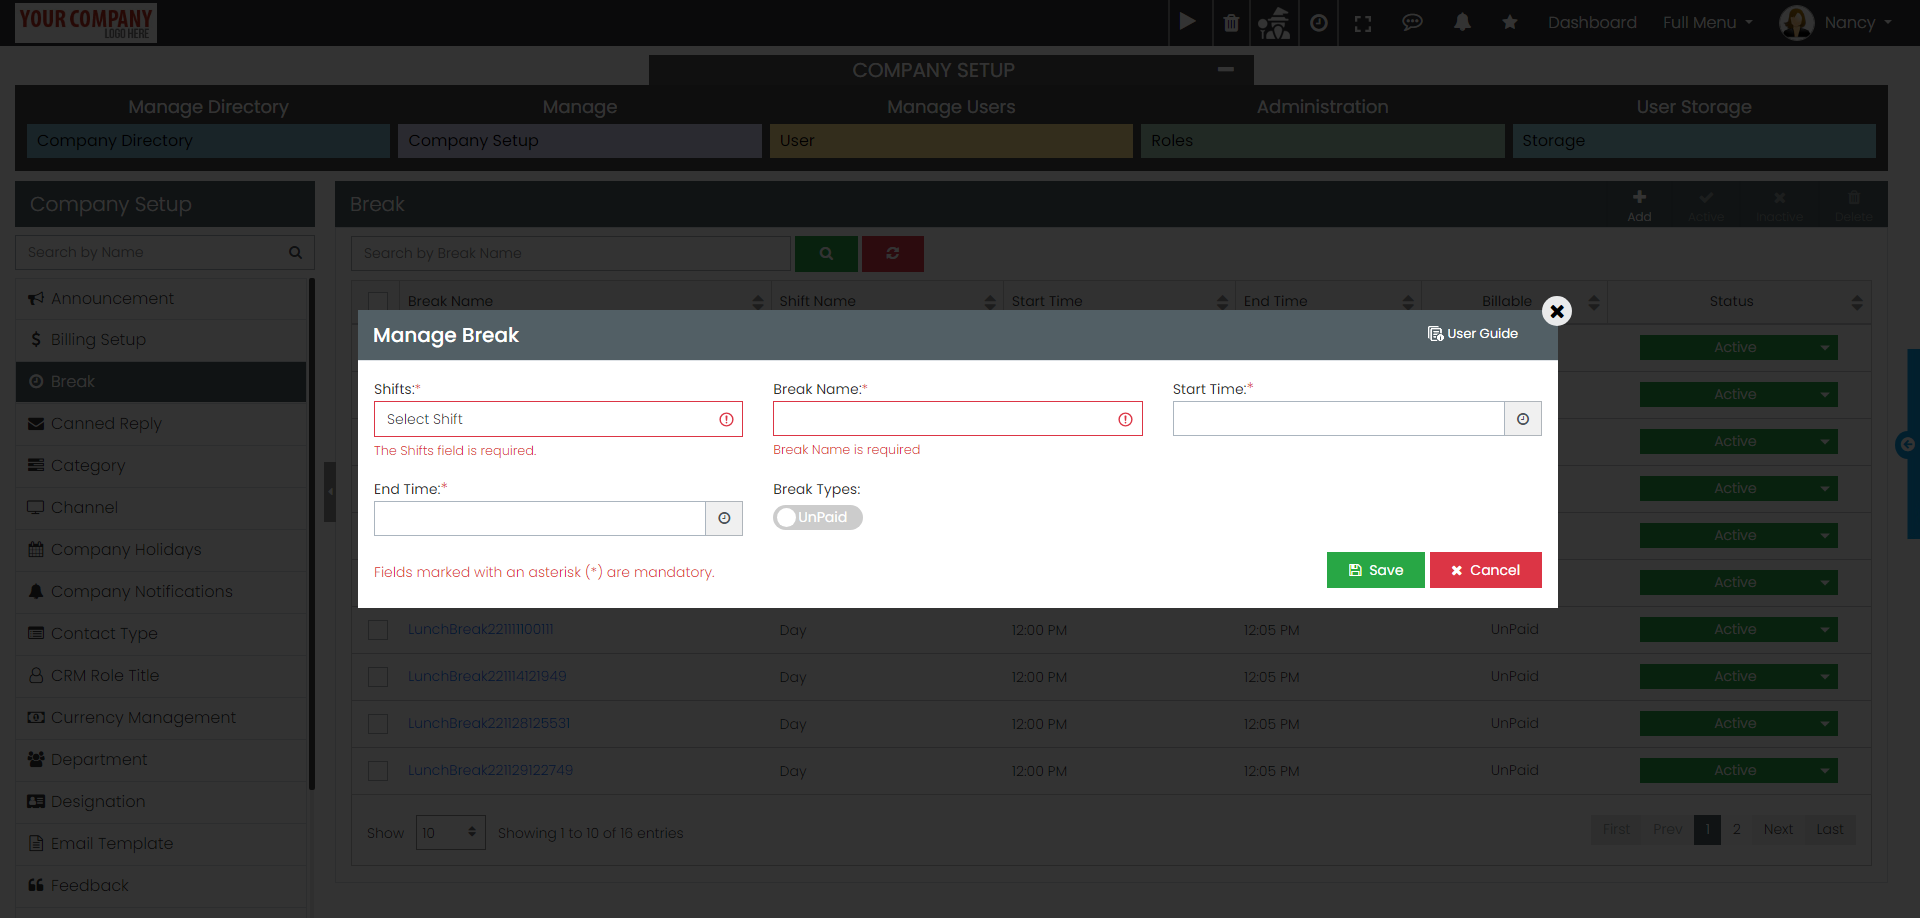 YOUR COMPANY
LOGO HERE
Dashboard
Full Menu
Nancy
COMPANY SETUP
Manage Directory
Manage
Manage Users
Administration
User Storage
Company Directory
Company Setup
User
Roles
Storage
Company Setup
Search by Name
Announcement
Billing Setup
Break
Canned Reply
Category
Channel
Company Holidays
Company Notifications
Contact Type
CRM Role Title
Currency Management
Department
Designation
Email Template
Feedback
Break
Add
Active
Inactive
Delete
Search by Break Name
Break Name
Shift Name
Start Time
End Time
Billable
Status
Active
Active
Active
Active
Active
Active
Manage Break
User Guide
Shifts:*
Select Shift
The Shifts field is required.
Break Name:*
Break Name is required
Start Time:*
End Time:*
Break Types:
UnPaid
Fields marked with an asterisk (*) are mandatory.
Save
Cancel
LunchBreak221111100111 Day 12:00 PM 12:05 PM UnPaid Active
LunchBreak221114121949 Day 12:00 PM 12:05 PM UnPaid Active
LunchBreak221128125531 Day 12:00 PM 12:05 PM UnPaid Active
LunchBreak221129122749 Day 12:00 PM 12:05 PM UnPaid Active
Show 10 Showing 1 to 10 of 16 entries
First Prev 1 2 Next Last